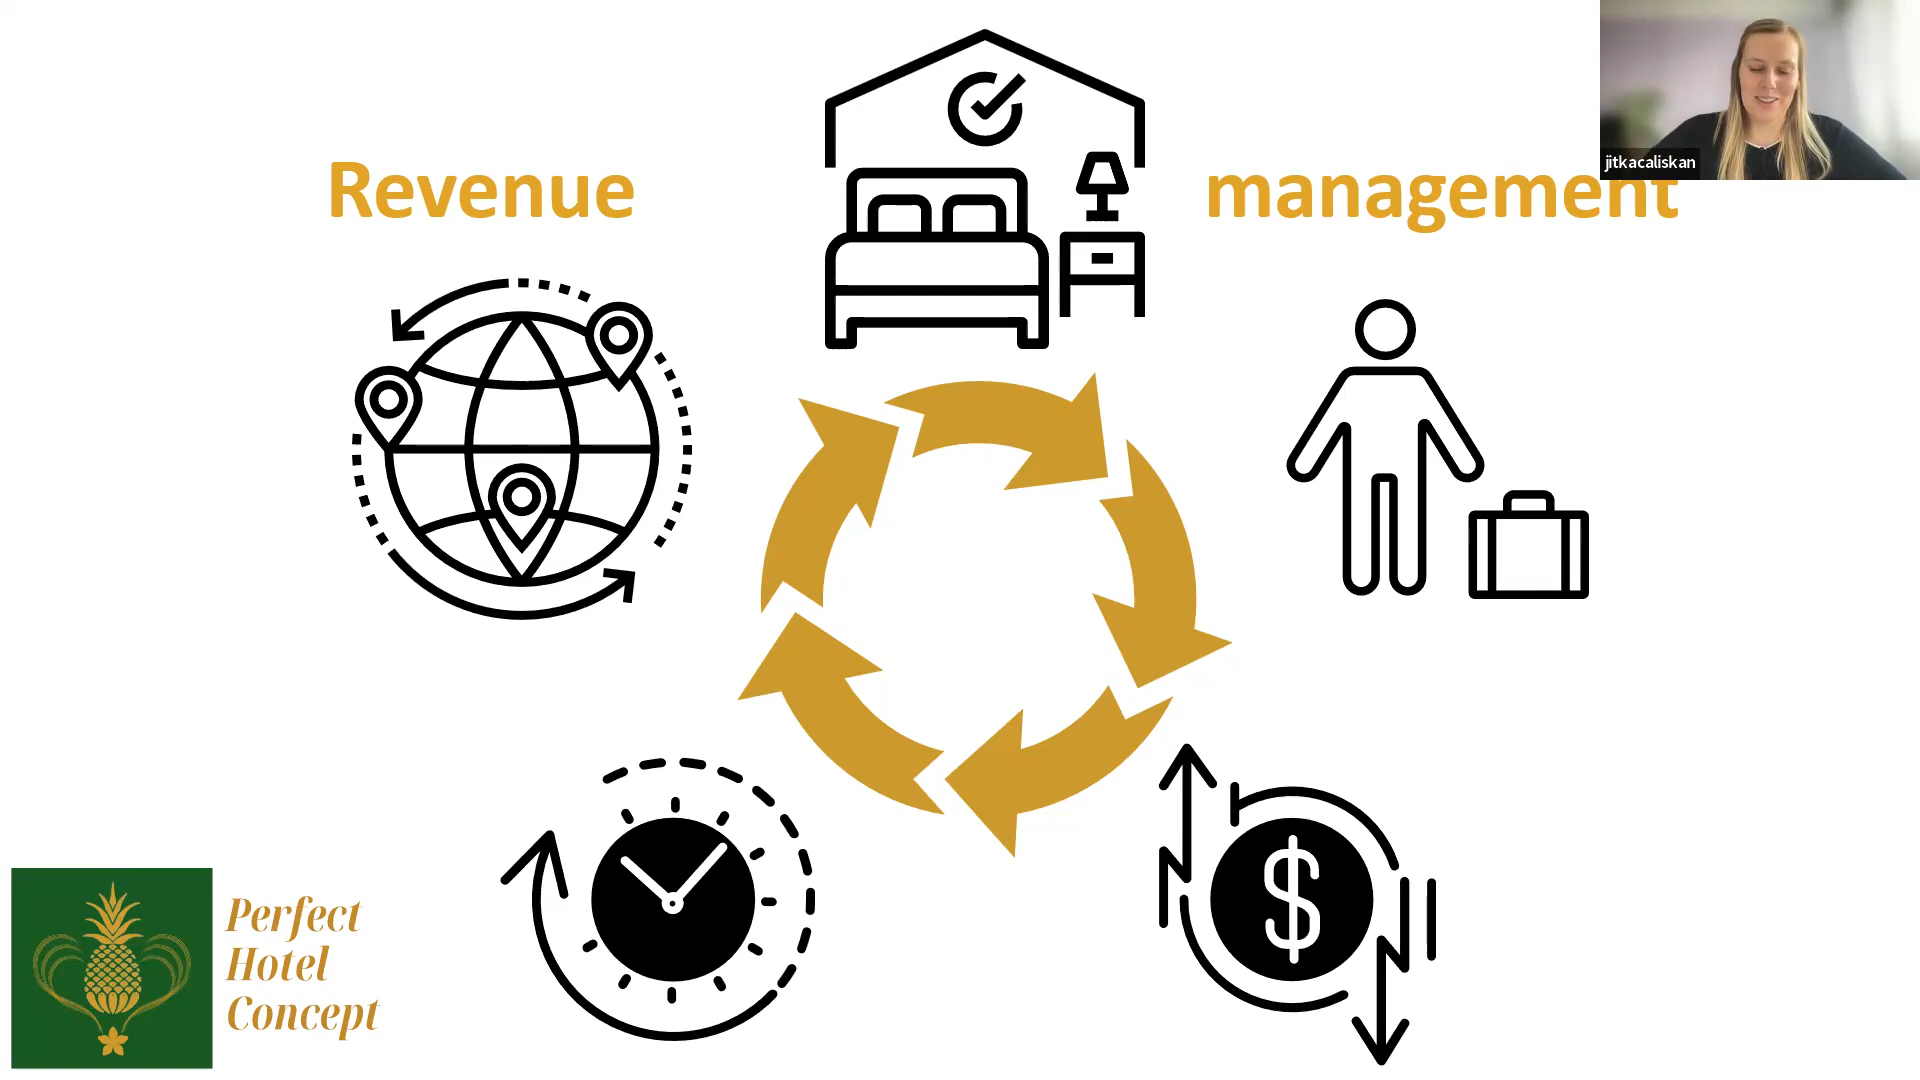 Revenue
management
jitkacaliskan
Perfect
Hotel
Concept